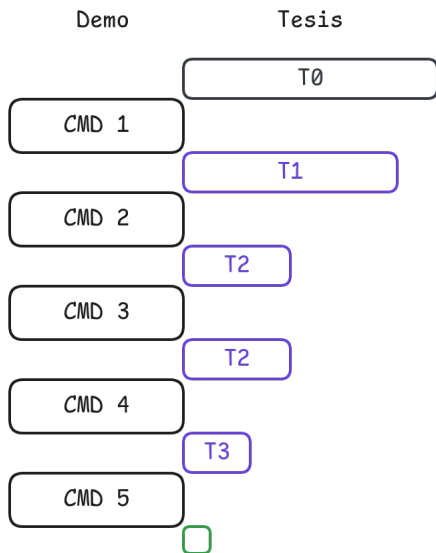 Demo Tesis
T0
CMD 1
T1
CMD 2
T2
CMD 3
T2
CMD 4
T3
CMD 5